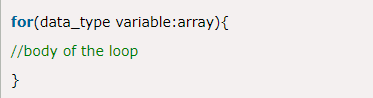 for(data_type variable:array){
//body of the loop
}